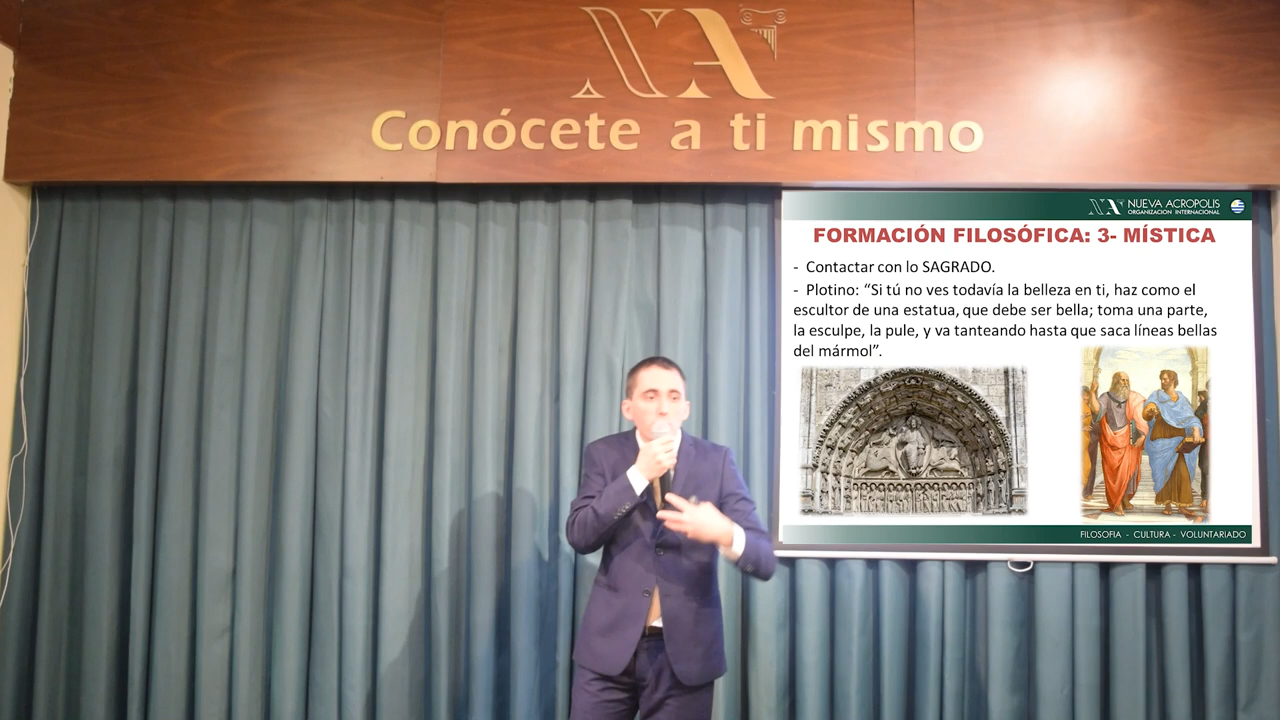 NA
Conócete a ti mismo
NUEVA ACROPOLIS
ORGANIZACION INTERNACIONAL
FORMACIÓN FILOSÓFICA: 3- MÍSTICA
- Contactar con lo SAGRADO.
- Plotino: “Si tú no ves todavía la belleza en ti, haz como el
escultor de una estatua, que debe ser bella; toma una parte,
la esculpe, la pule, y va tanteando hasta que saca líneas bellas
del mármol”.
FILOSOFIA - CULTURA - VOLUNTARIADO